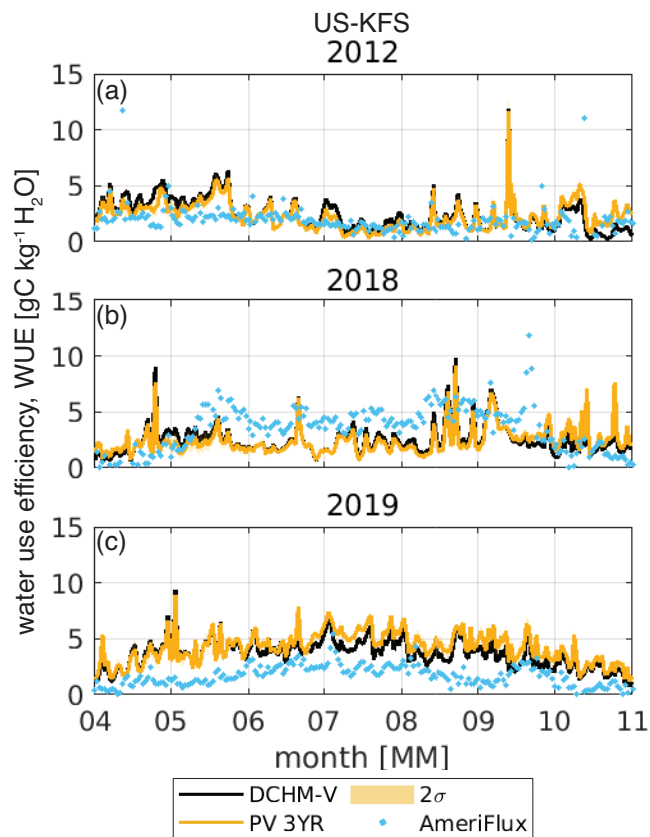 US-KFS
2012
(a)
15
10
5
0
2018
(b)
15
10
5
0
2019
(c)
15
10
5
0
04 05 06 07 08 09 10 11
month [MM]
water use efficiency, WUE [gC kg⁻¹ H₂O]
DCHM-V
2σ
PV 3YR
AmeriFlux